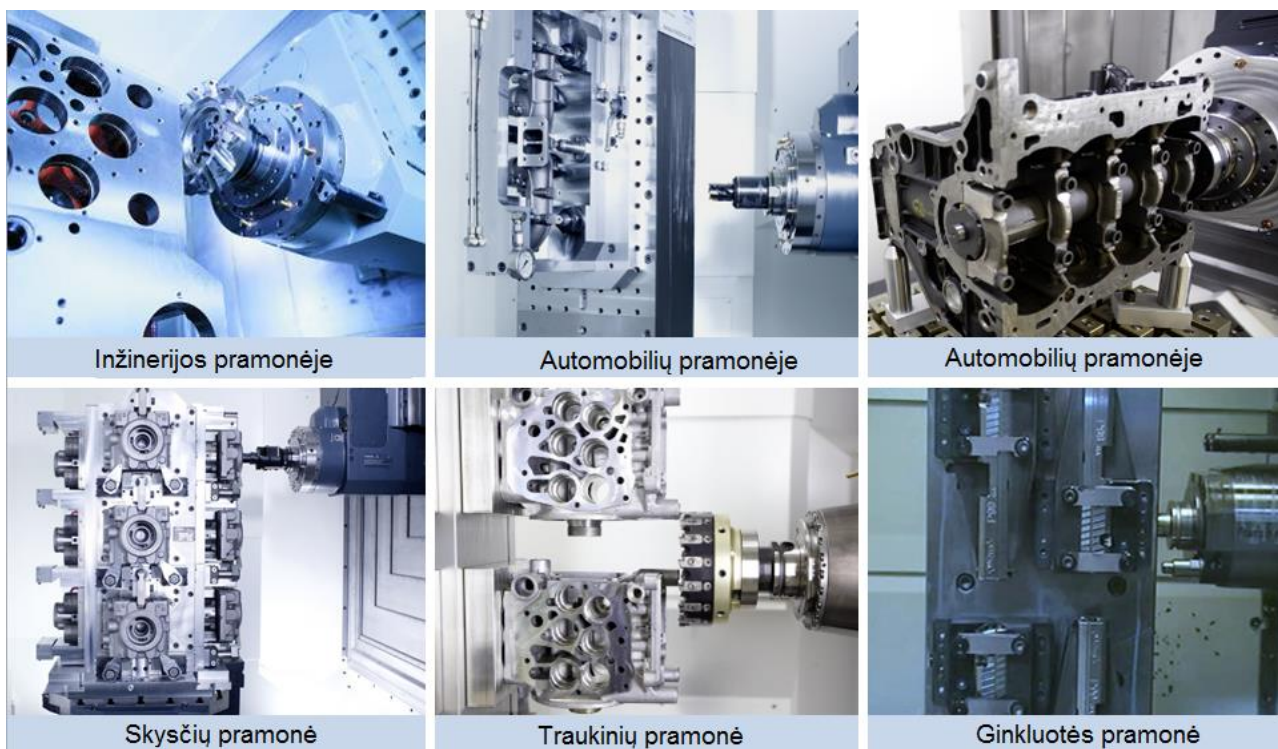 Inžinerijos pramonėje
Automobilių pramonėje
Automobilių pramonėje
Skysčių pramonė
Traukinių pramonė
Ginkluotės pramonė